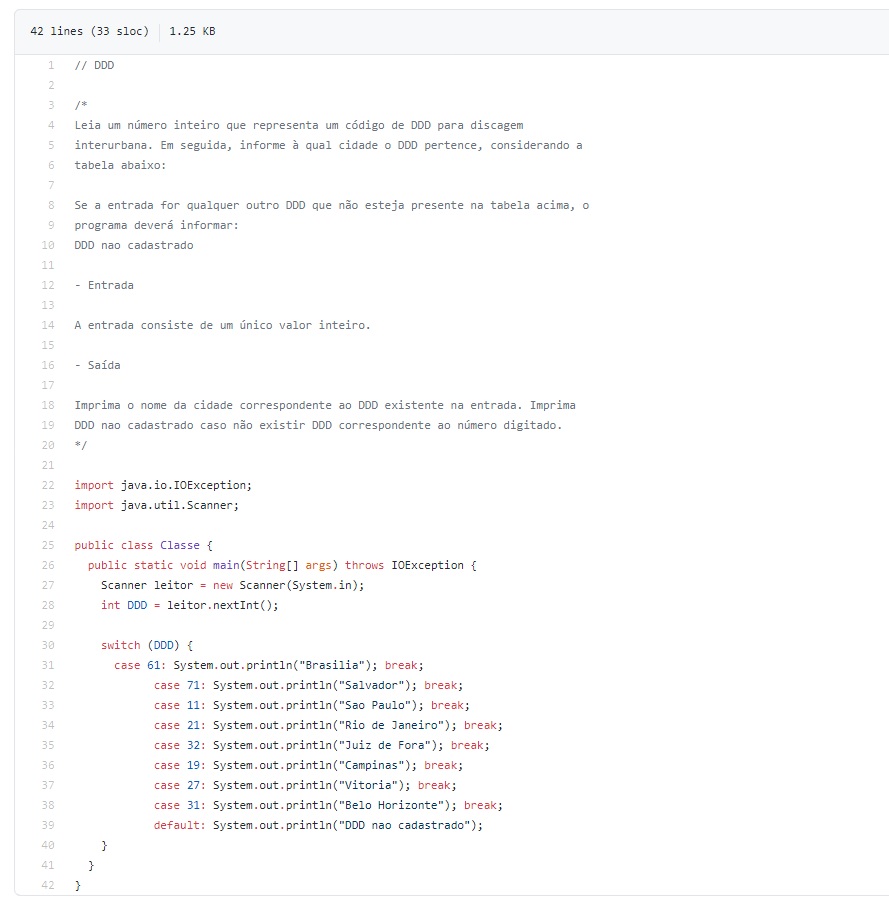 42 lines (33 sloc) 1.25 KB
1 // DDD
2
3 /*
4 Leia um número inteiro que representa um código de DDD para discagem
5 interurbana. Em seguida, informe à qual cidade o DDD pertence, considerando a
6 tabela abaixo:
7
8 Se a entrada for qualquer outro DDD que não esteja presente na tabela acima, o
9 programa deverá informar:
10 DDD nao cadastrado
11
12 - Entrada
13
14 A entrada consiste de um único valor inteiro.
15
16 - Saída
17
18 Imprima o nome da cidade correspondente ao DDD existente na entrada. Imprima
19 DDD nao cadastrado caso não existir DDD correspondente ao número digitado.
20 */
21
22 import java.io.IOException;
23 import java.util.Scanner;
24
25 public class Classe {
26   public static void main(String[] args) throws IOException {
27     Scanner leitor = new Scanner(System.in);
28     int DDD = leitor.nextInt();
29
30     switch (DDD) {
31       case 61: System.out.println("Brasilia"); break;
32             case 71: System.out.println("Salvador"); break;
33             case 11: System.out.println("Sao Paulo"); break;
34             case 21: System.out.println("Rio de Janeiro"); break;
35             case 32: System.out.println("Juiz de Fora"); break;
36             case 19: System.out.println("Campinas"); break;
37             case 27: System.out.println("Vitoria"); break;
38             case 31: System.out.println("Belo Horizonte"); break;
39             default: System.out.println("DDD nao cadastrado");
40     }
41   }
42 }